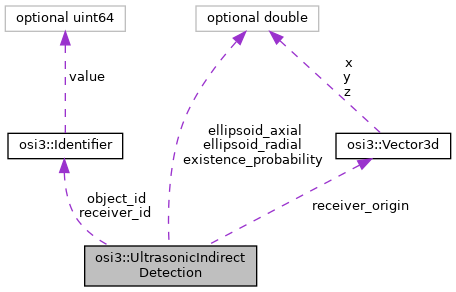 optional uint64
optional double
value
x
y
z
osi3::Identifier
ellipsoid_axial
ellipsoid_radial
existence_probability
osi3::Vector3d
object_id
receiver_id
receiver_origin
osi3::UltrasonicIndirect
Detection